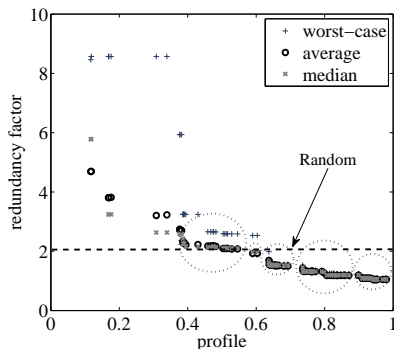 10
8
6
4
2
0
redundancy factor
worst−case
average
median
Random
0 0.2 0.4 0.6 0.8 1
profile